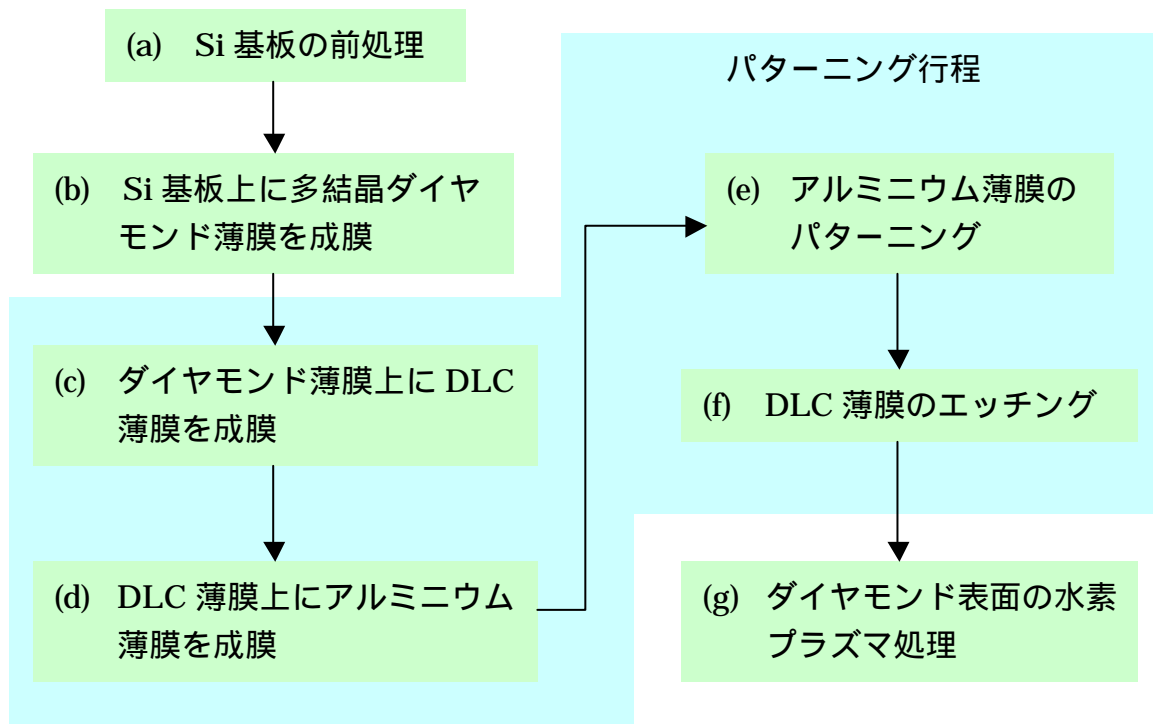 (a) Si 基板の前処理
(b) Si 基板上に多結晶ダイヤ
モンド薄膜を成膜
(c) ダイヤモンド薄膜上に DLC
薄膜を成膜
(d) DLC 薄膜上にアルミニウム
薄膜を成膜
パターニング行程
(e) アルミニウム薄膜の
パターニング
(f) DLC 薄膜のエッチング
(g) ダイヤモンド表面の水素
プラズマ処理